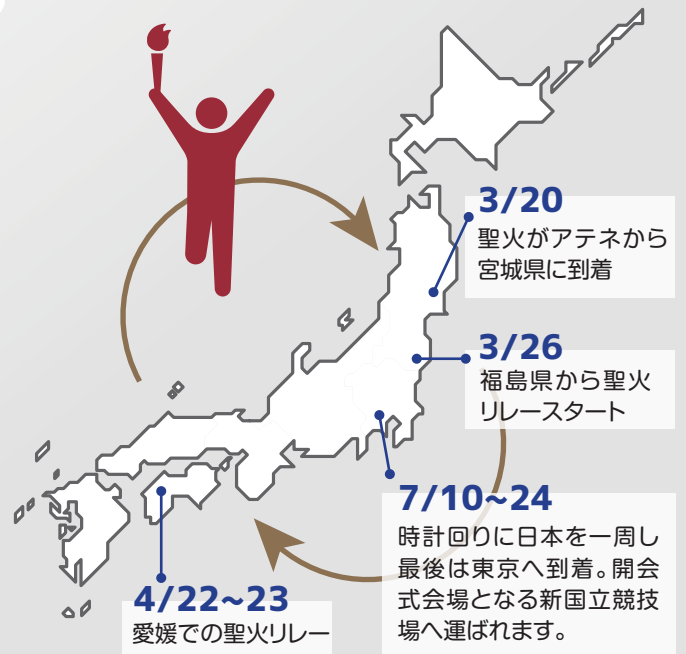 3/20
聖火がアテネから
宮城県に到着
3/26
福島県から聖火
リレースタート
7/10~24
時計回りに日本を一周し
最後は東京へ到着。開会
式会場となる新国立競技
場へ運ばれます。
4/22~23
愛媛での聖火リレー